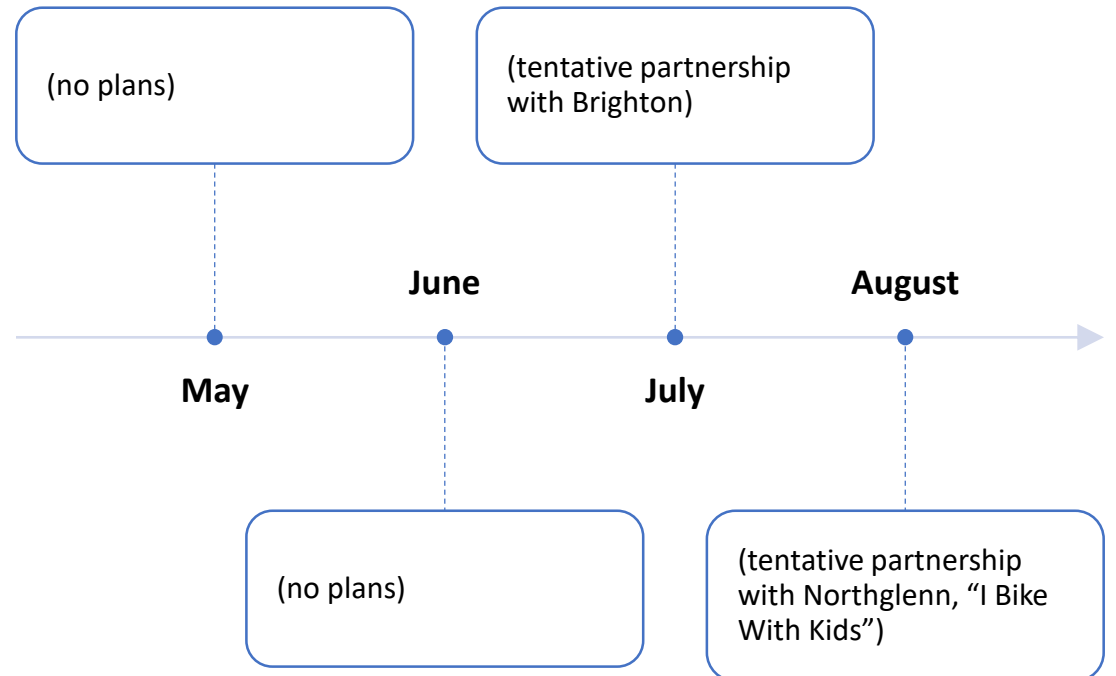 (no plans)
(tentative partnership
with Brighton)
June
August
May
July
(no plans)
(tentative partnership
with Northglenn, “I Bike
With Kids”)